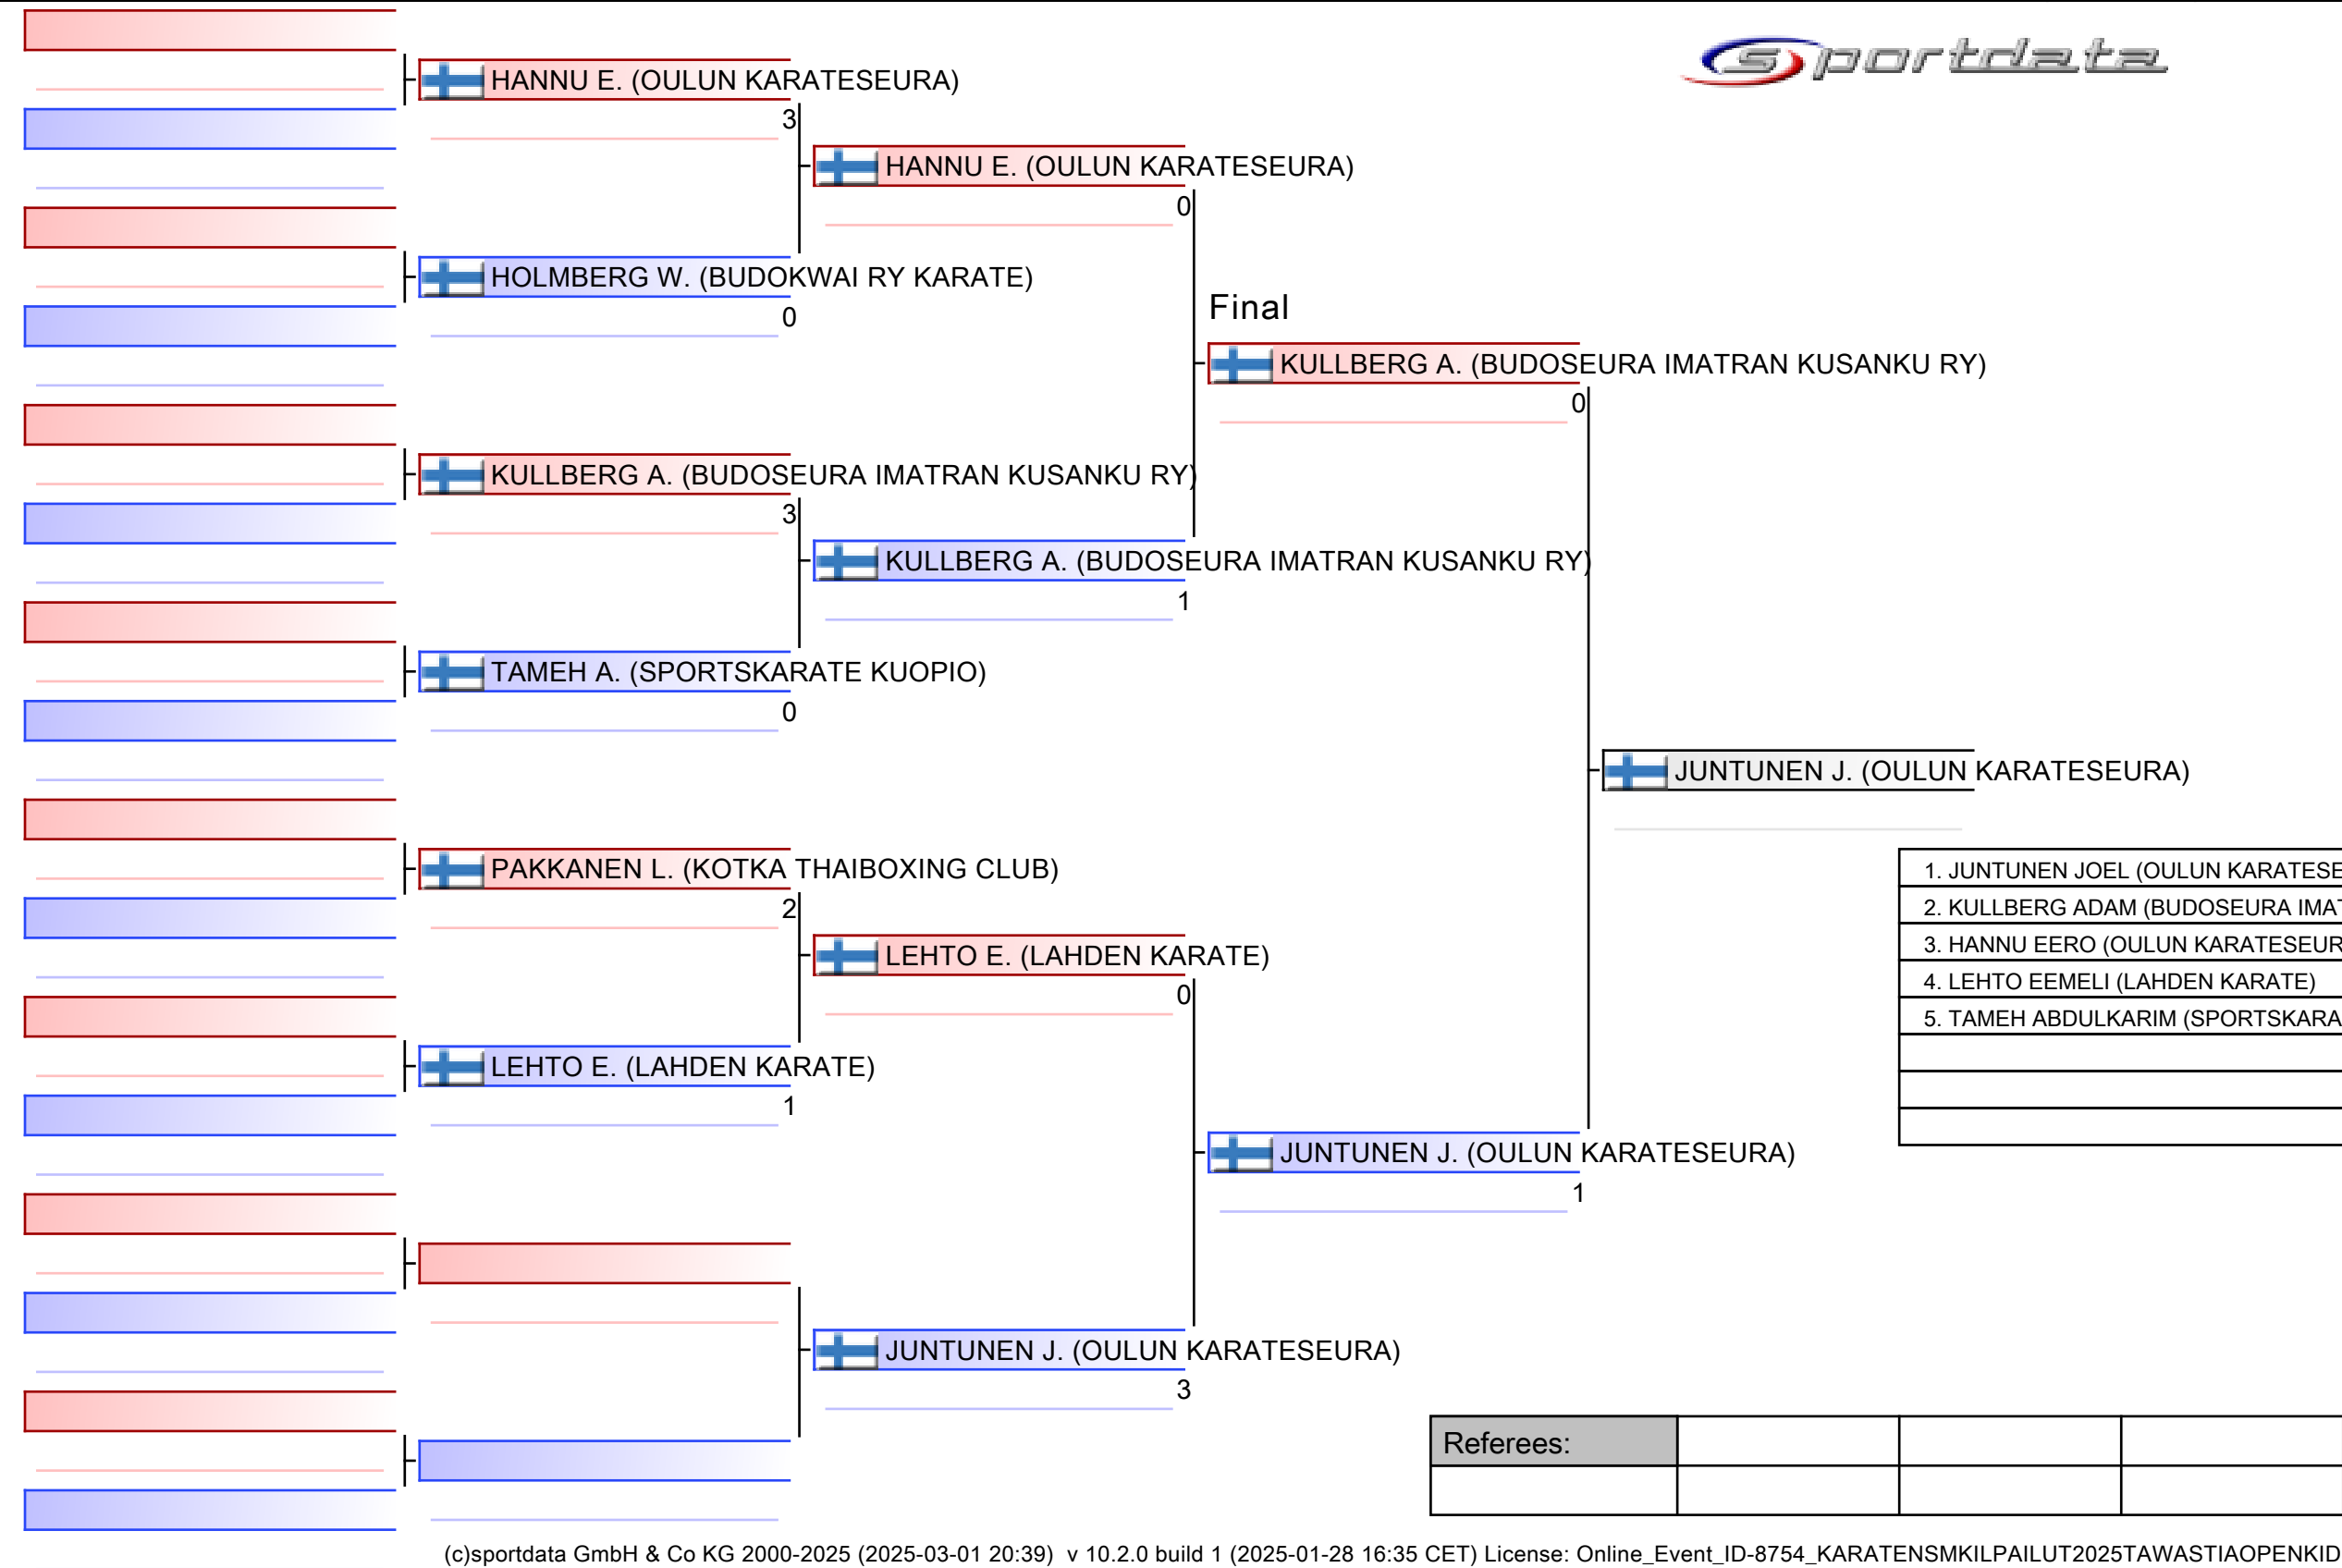 sportdata
HANNU E. (OULUN KARATESEURA)
3
HANNU E. (OULUN KARATESEURA)
0
HOLMBERG W. (BUDOKWAI RY KARATE)
0
Final
KULLBERG A. (BUDOSEURA IMATRAN KUSANKU RY)
0
KULLBERG A. (BUDOSEURA IMATRAN KUSANKU RY)
3
KULLBERG A. (BUDOSEURA IMATRAN KUSANKU RY)
1
TAMEH A. (SPORTSKARATE KUOPIO)
0
JUNTUNEN J. (OULUN KARATESEURA)
PAKKANEN L. (KOTKA THAIBOXING CLUB)
2
LEHTO E. (LAHDEN KARATE)
0
LEHTO E. (LAHDEN KARATE)
1
JUNTUNEN J. (OULUN KARATESEURA)
1
JUNTUNEN J. (OULUN KARATESEURA)
3
1. JUNTUNEN JOEL (OULUN KARATESE
2. KULLBERG ADAM (BUDOSEURA IMAT
3. HANNU EERO (OULUN KARATESEUR
4. LEHTO EEMELI (LAHDEN KARATE)
5. TAMEH ABDULKARIM (SPORTSKARA
Referees:
(c)sportdata GmbH & Co KG 2000-2025 (2025-03-01 20:39) v 10.2.0 build 1 (2025-01-28 16:35 CET) License: Online_Event_ID-8754_KARATENSMKILPAILUT2025TAWASTIAOPENKID